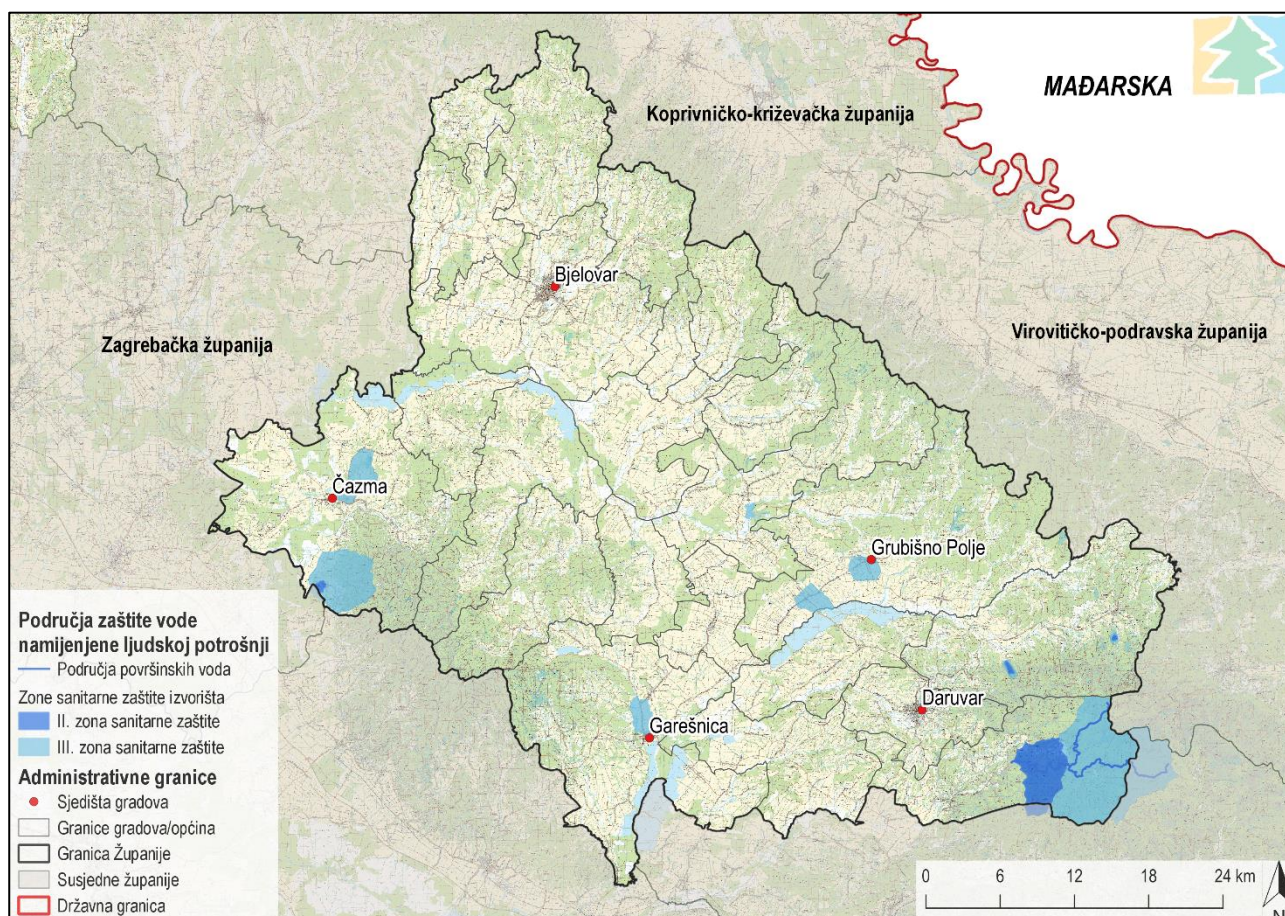 MAĐARSKA
Koprivničko-križevačka županija
Bjelovar
Zagrebačka županija
Virovitičko-podravska županija
Čazma
Grubišno Polje
Daruvar
Garešnica
Područja zaštite vode
namijenjene ljudskoj potrošnji
Područja površinskih voda
Zone sanitarne zaštite izvorišta
II. zona sanitarne zaštite
III. zona sanitarne zaštite
Administrativne granice
Sjedišta gradova
Granice gradova/općina
Granica Županije
Susjedne županije
Državna granica
0 6 12 18 24 km
N